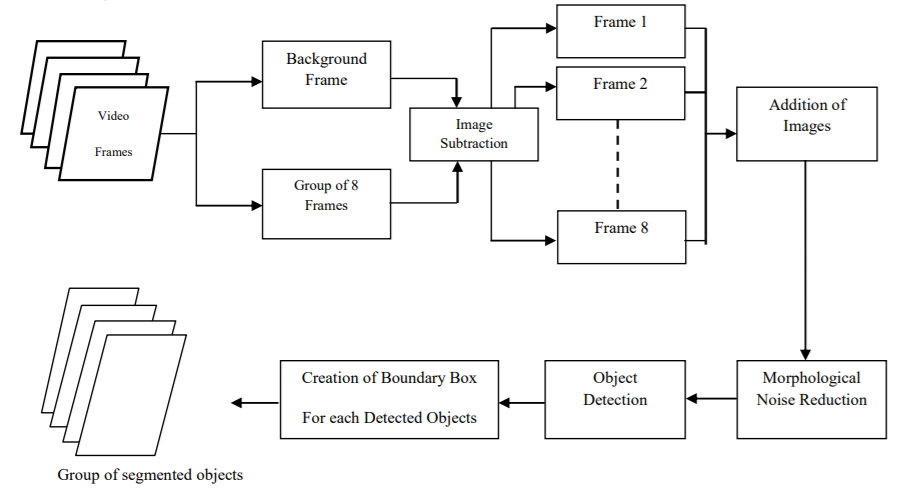 Video
Frames
Background
Frame
Group of 8
Frames
Image
Subtraction
Frame 1
Frame 2
Frame 8
Addition of
Images
Morphological
Noise Reduction
Object
Detection
Creation of Boundary Box
For each Detected Objects
Group of segmented objects